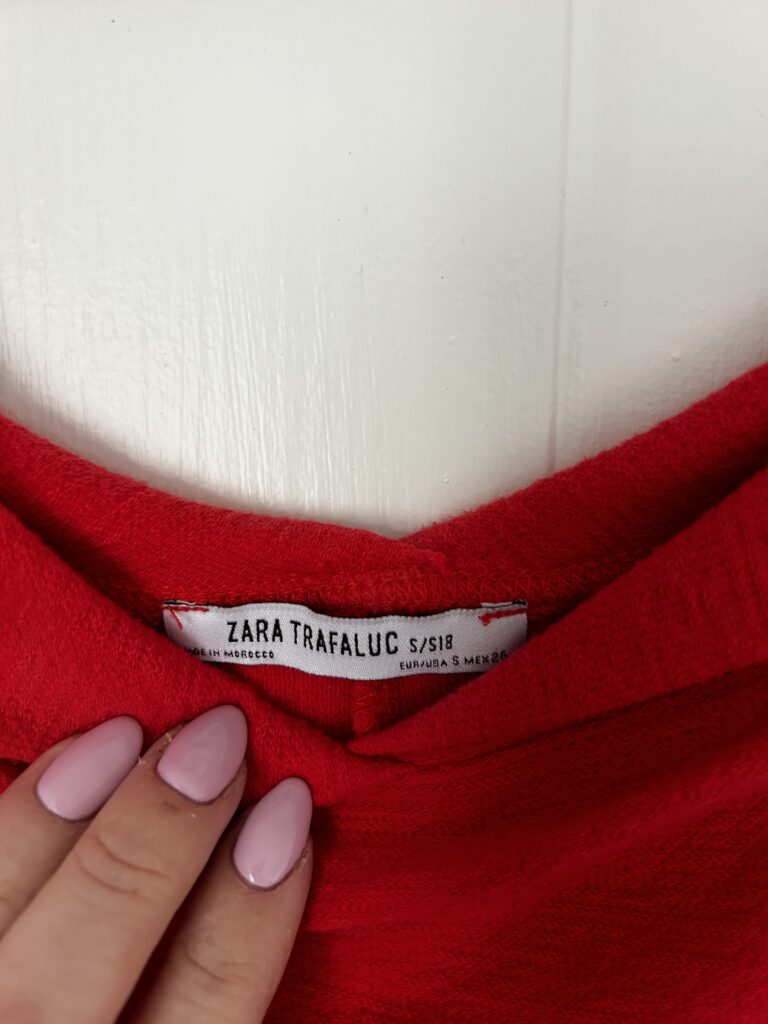 ZARA TRAFALUC S/S18
MADE IN MOROCCO
EUR/USA S MEX 26